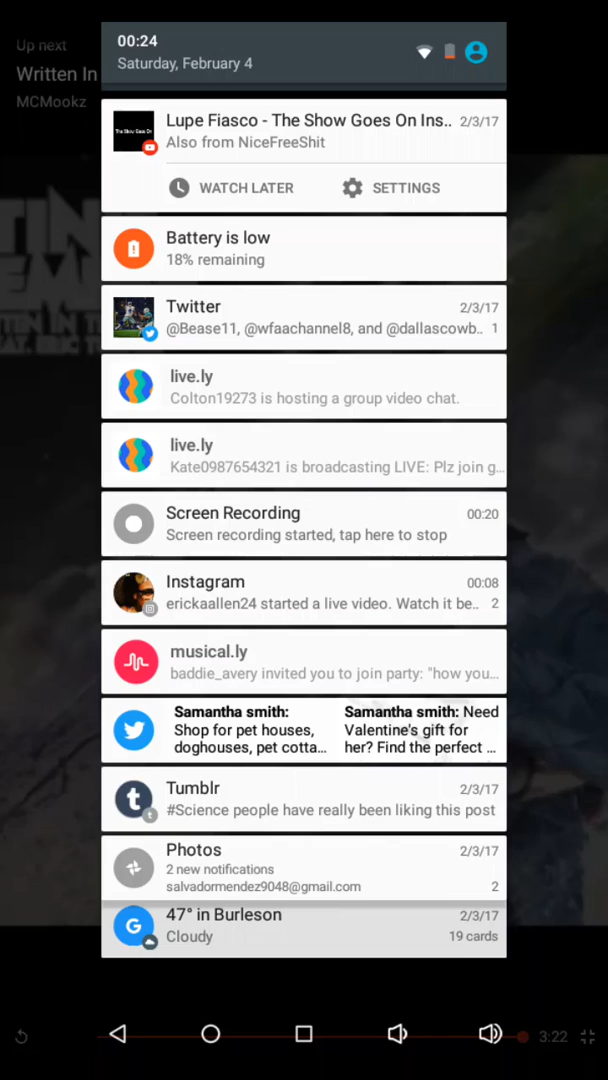 Up next
Written In
MCMookz
00:24
Saturday, February 4
Lupe Fiasco - The Show Goes On Ins..
2/3/17
The Show Goes On
Also from NiceFreeShit
WATCH LATER
SETTINGS
Battery is low
18% remaining
Twitter
2/3/17
@Bease11, @wfaachannel8, and @dallascowb..
1
live.ly
Colton19273 is hosting a group video chat.
live.ly
Kate0987654321 is broadcasting LIVE: Plz join g...
Screen Recording
00:20
Screen recording started, tap here to stop
Instagram
00:08
erickaallen24 started a live video. Watch it be..
2
musical.ly
baddie_avery invited you to join party: "how you...
Samantha smith:
Shop for pet houses,
doghouses, pet cotta...
Samantha smith: Need
Valentine's gift for
her? Find the perfect ...
Tumblr
2/3/17
#Science people have really been liking this post
Photos
2/3/17
2 new notifications
salvadormendez9048@gmail.com
2
47° in Burleson
2/3/17
Cloudy
19 cards
3:22